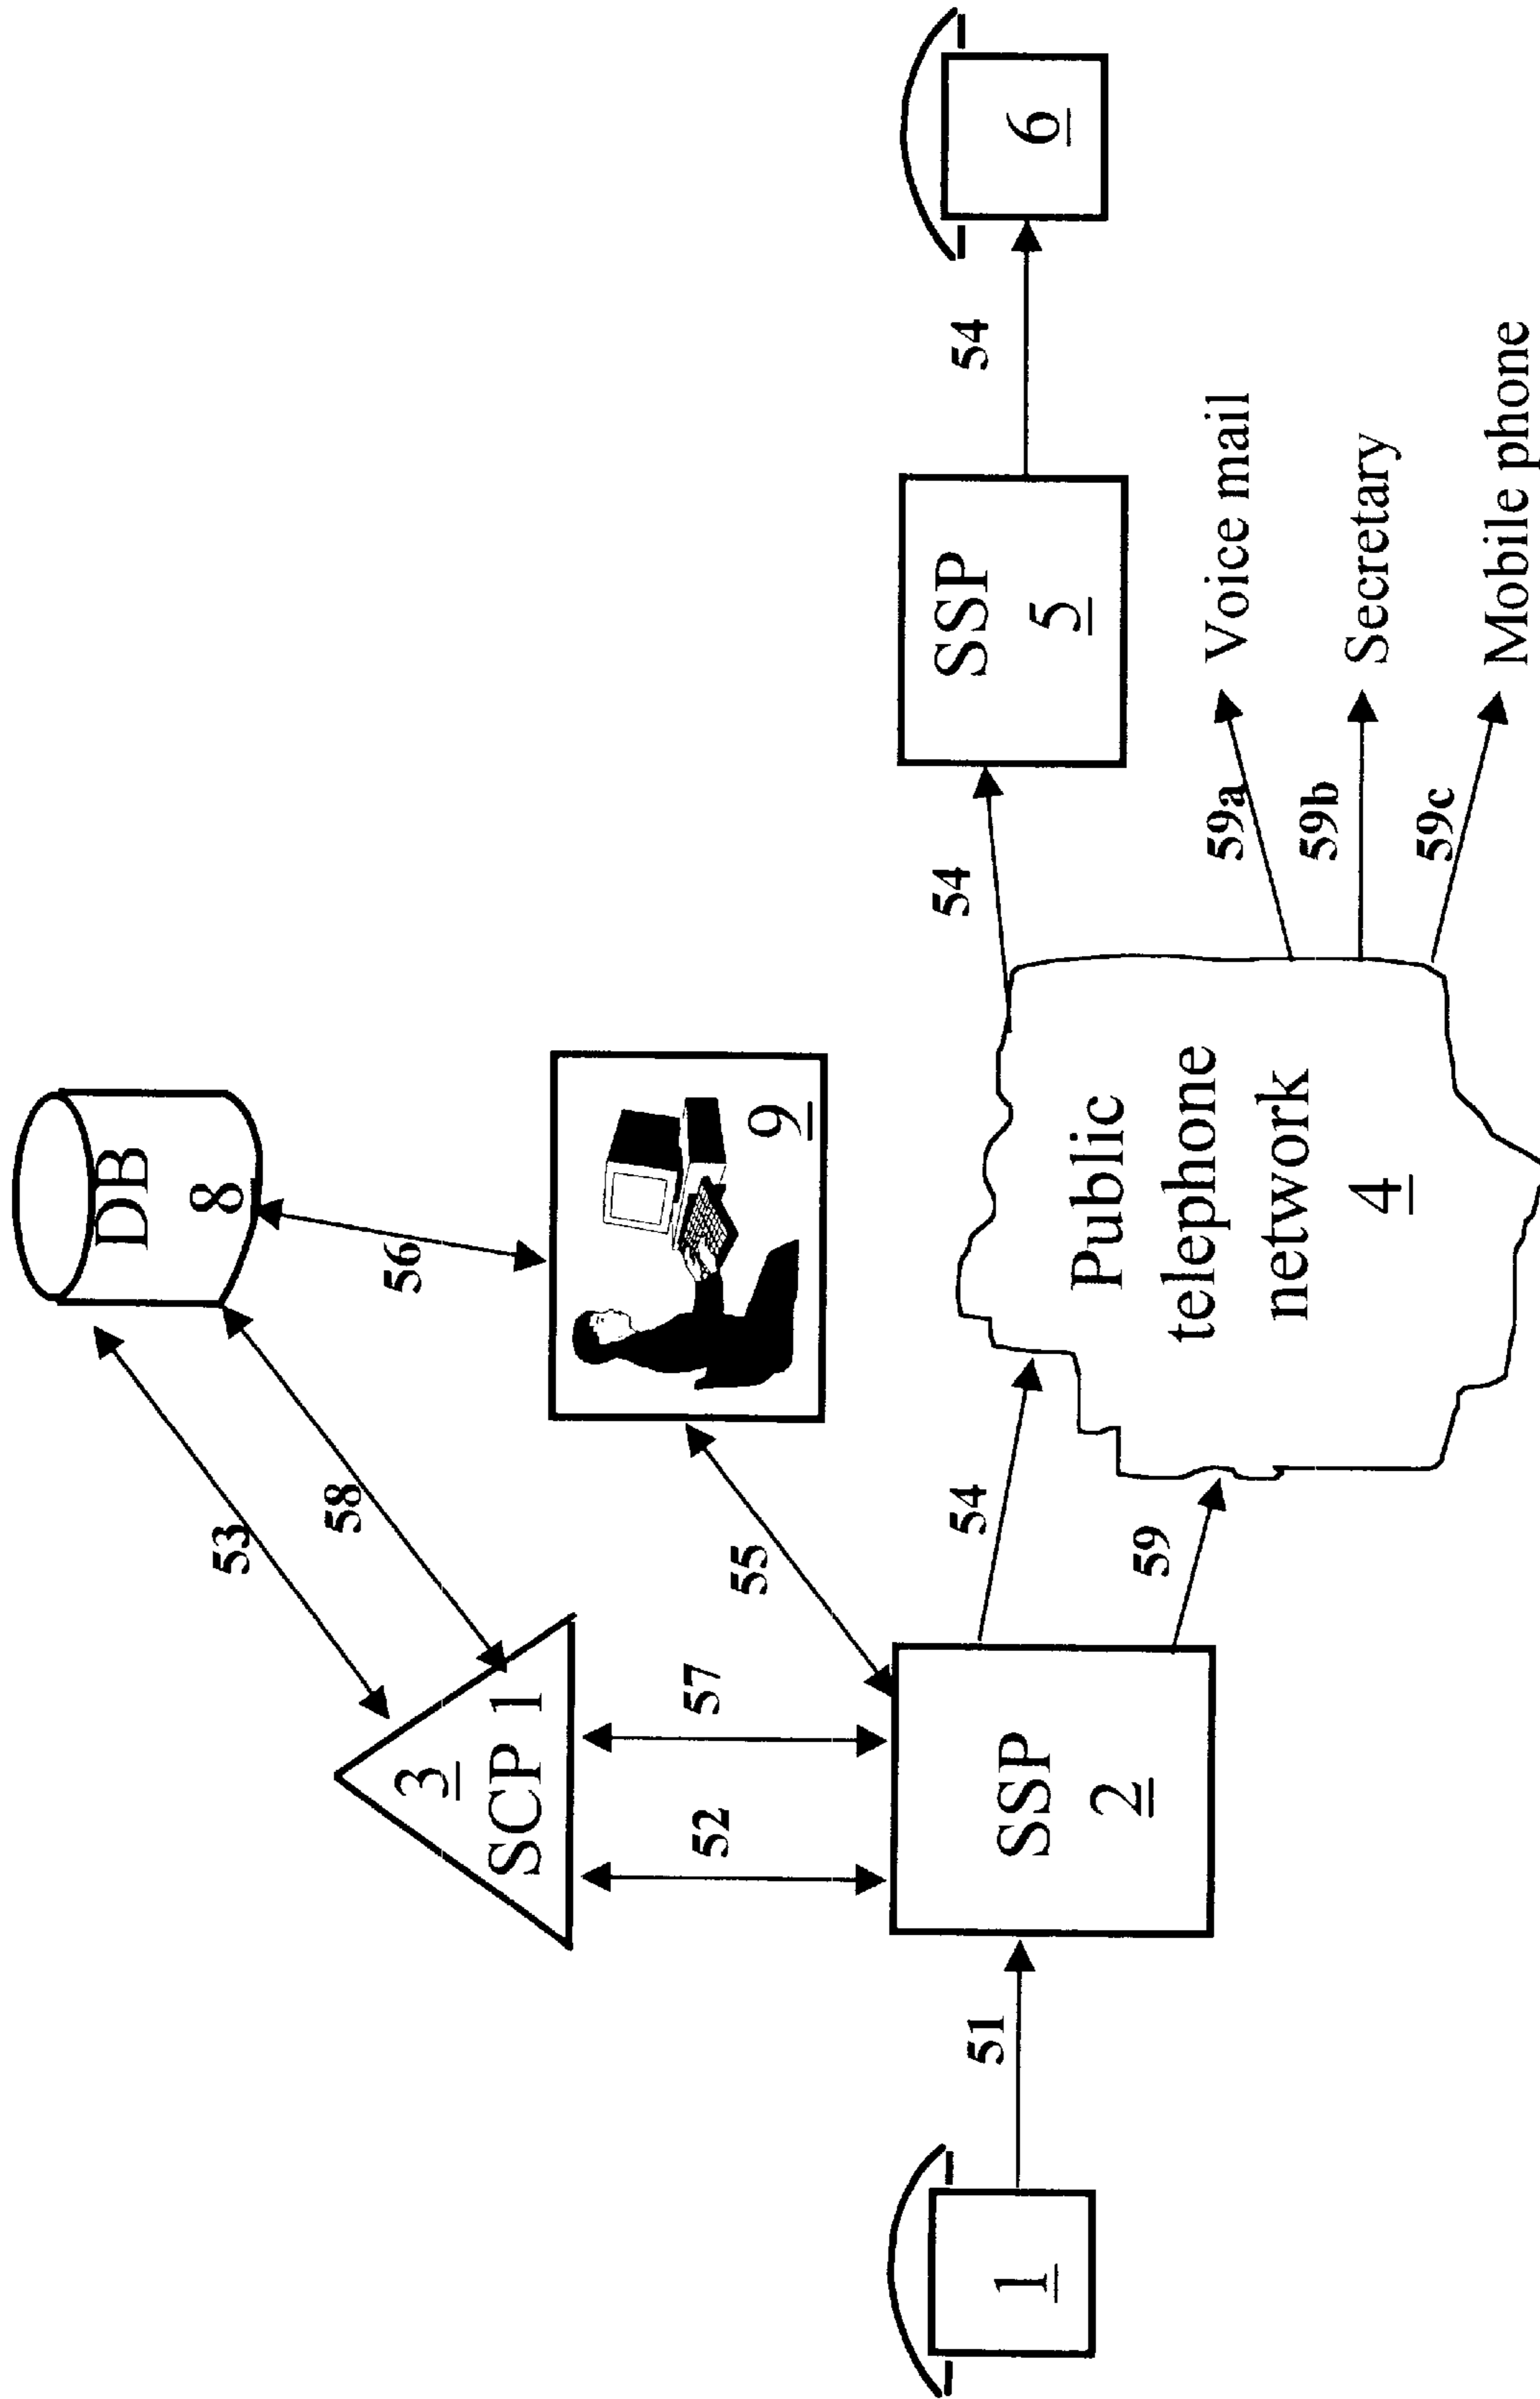 DB
8
53
58
56
3
SCP 1
9
52
57
55
1
51
SSP
2
54
59
Public
telephone
network
4
54
SSP
5
54
6
59a
Voice mail
59b
Secretary
59c
Mobile phone